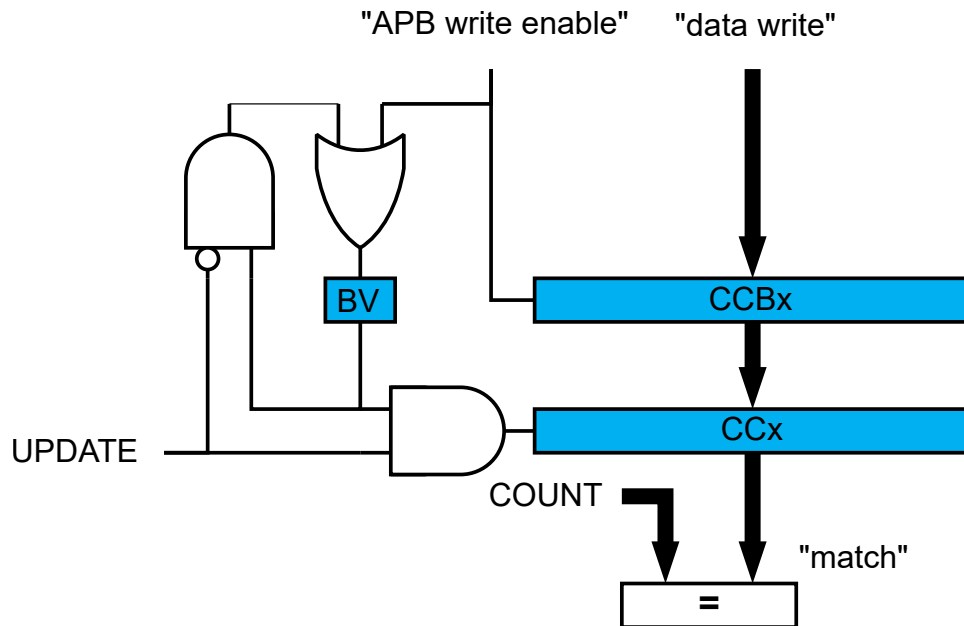 "APB write enable" "data write"
BV
CCBx
CCx
UPDATE
COUNT
"match"
=